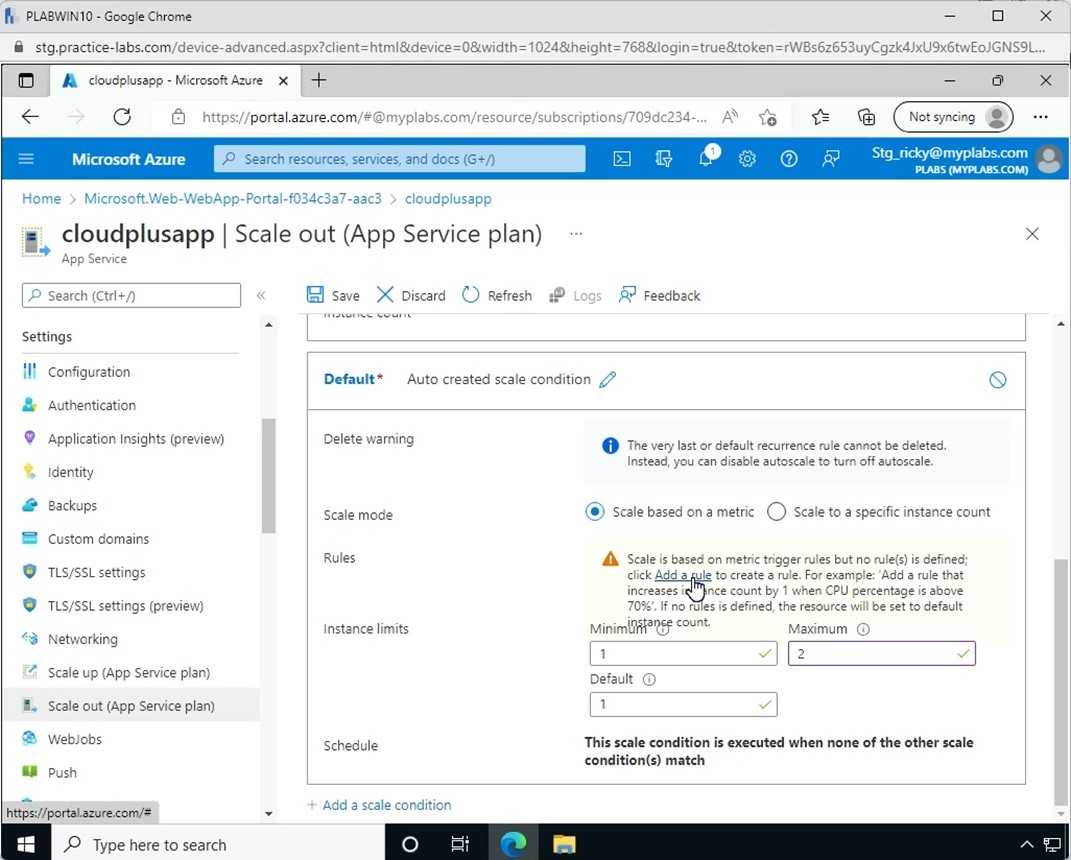 PLABWIN10 - Google Chrome
stg.practice-labs.com/device-advanced.aspx?client=html&device=0&width=1024&height=768&login=true&token=rWBs6z653uyCgzk4JxU9x6twEoJGNS9L...
cloudplusapp - Microsoft Azure
https://portal.azure.com/#@myplabs.com/resource/subscriptions/709dc234-...
Not syncing
Microsoft Azure
Search resources, services, and docs (G+/)
1
Stg_ricky@myplabs.com
PLABS (MYPLABS.COM)
Home > Microsoft.Web-WebApp-Portal-f034c3a7-aac3 > cloudplusapp
cloudplusapp | Scale out (App Service plan) ...
App Service
Search (Ctrl+/)
Save Discard Refresh Logs Feedback
Settings
Configuration
Authentication
Application Insights (preview)
Identity
Backups
Custom domains
TLS/SSL settings
TLS/SSL settings (preview)
Networking
Scale up (App Service plan)
Scale out (App Service plan)
WebJobs
Push
https://portal.azure.com/#
Instance count
Default* Auto created scale condition
Delete warning
The very last or default recurrence rule cannot be deleted.
Instead, you can disable autoscale to turn off autoscale.
Scale mode
Scale based on a metric Scale to a specific instance count
Rules
Scale is based on metric trigger rules but no rule(s) is defined;
click Add a rule to create a rule. For example: 'Add a rule that
increases instance count by 1 when CPU percentage is above
70%'. If no rules is defined, the resource will be set to default
instance count.
Instance limits
Minimum Maximum
1 2
Default
1
Schedule
This scale condition is executed when none of the other scale
condition(s) match
+ Add a scale condition
Type here to search